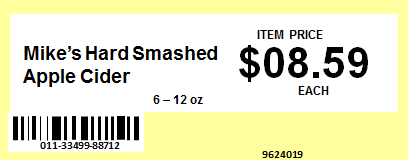 ITEM PRICE
Mike's Hard Smashed
Apple Cider
$08.59
EACH
6 – 12 oz
011-33499-88712
9624019